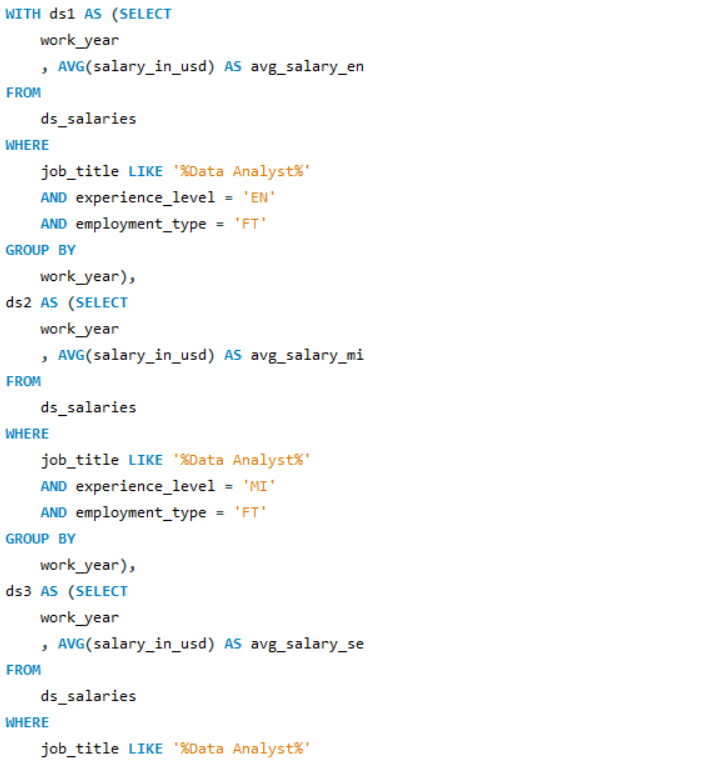 WITH ds1 AS (SELECT
    work_year
    , AVG(salary_in_usd) AS avg_salary_en
FROM
    ds_salaries
WHERE
    job_title LIKE '%Data Analyst%'
    AND experience_level = 'EN'
    AND employment_type = 'FT'
GROUP BY
    work_year),
ds2 AS (SELECT
    work_year
    , AVG(salary_in_usd) AS avg_salary_mi
FROM
    ds_salaries
WHERE
    job_title LIKE '%Data Analyst%'
    AND experience_level = 'MI'
    AND employment_type = 'FT'
GROUP BY
    work_year),
ds3 AS (SELECT
    work_year
    , AVG(salary_in_usd) AS avg_salary_se
FROM
    ds_salaries
WHERE
    job_title LIKE '%Data Analyst%'